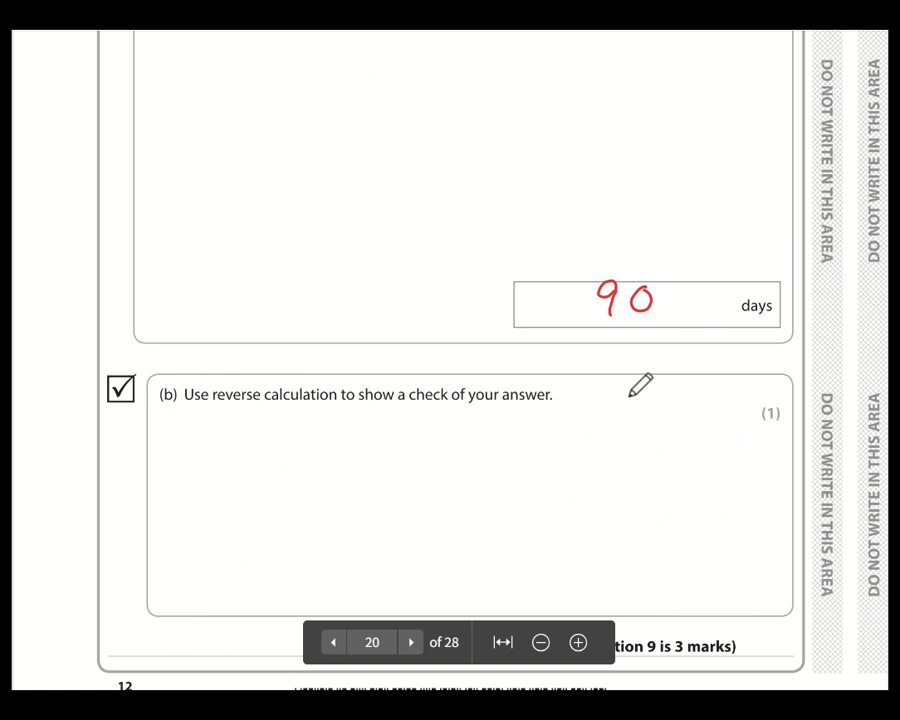 90
days
(b) Use reverse calculation to show a check of your answer.
(1)
tion 9 is 3 marks)
20 of 28
12
DO NOT WRITE IN THIS AREA
DO NOT WRITE IN THIS AREA
DO NOT WRITE IN THIS AREA
DO NOT WRITE IN THIS AREA